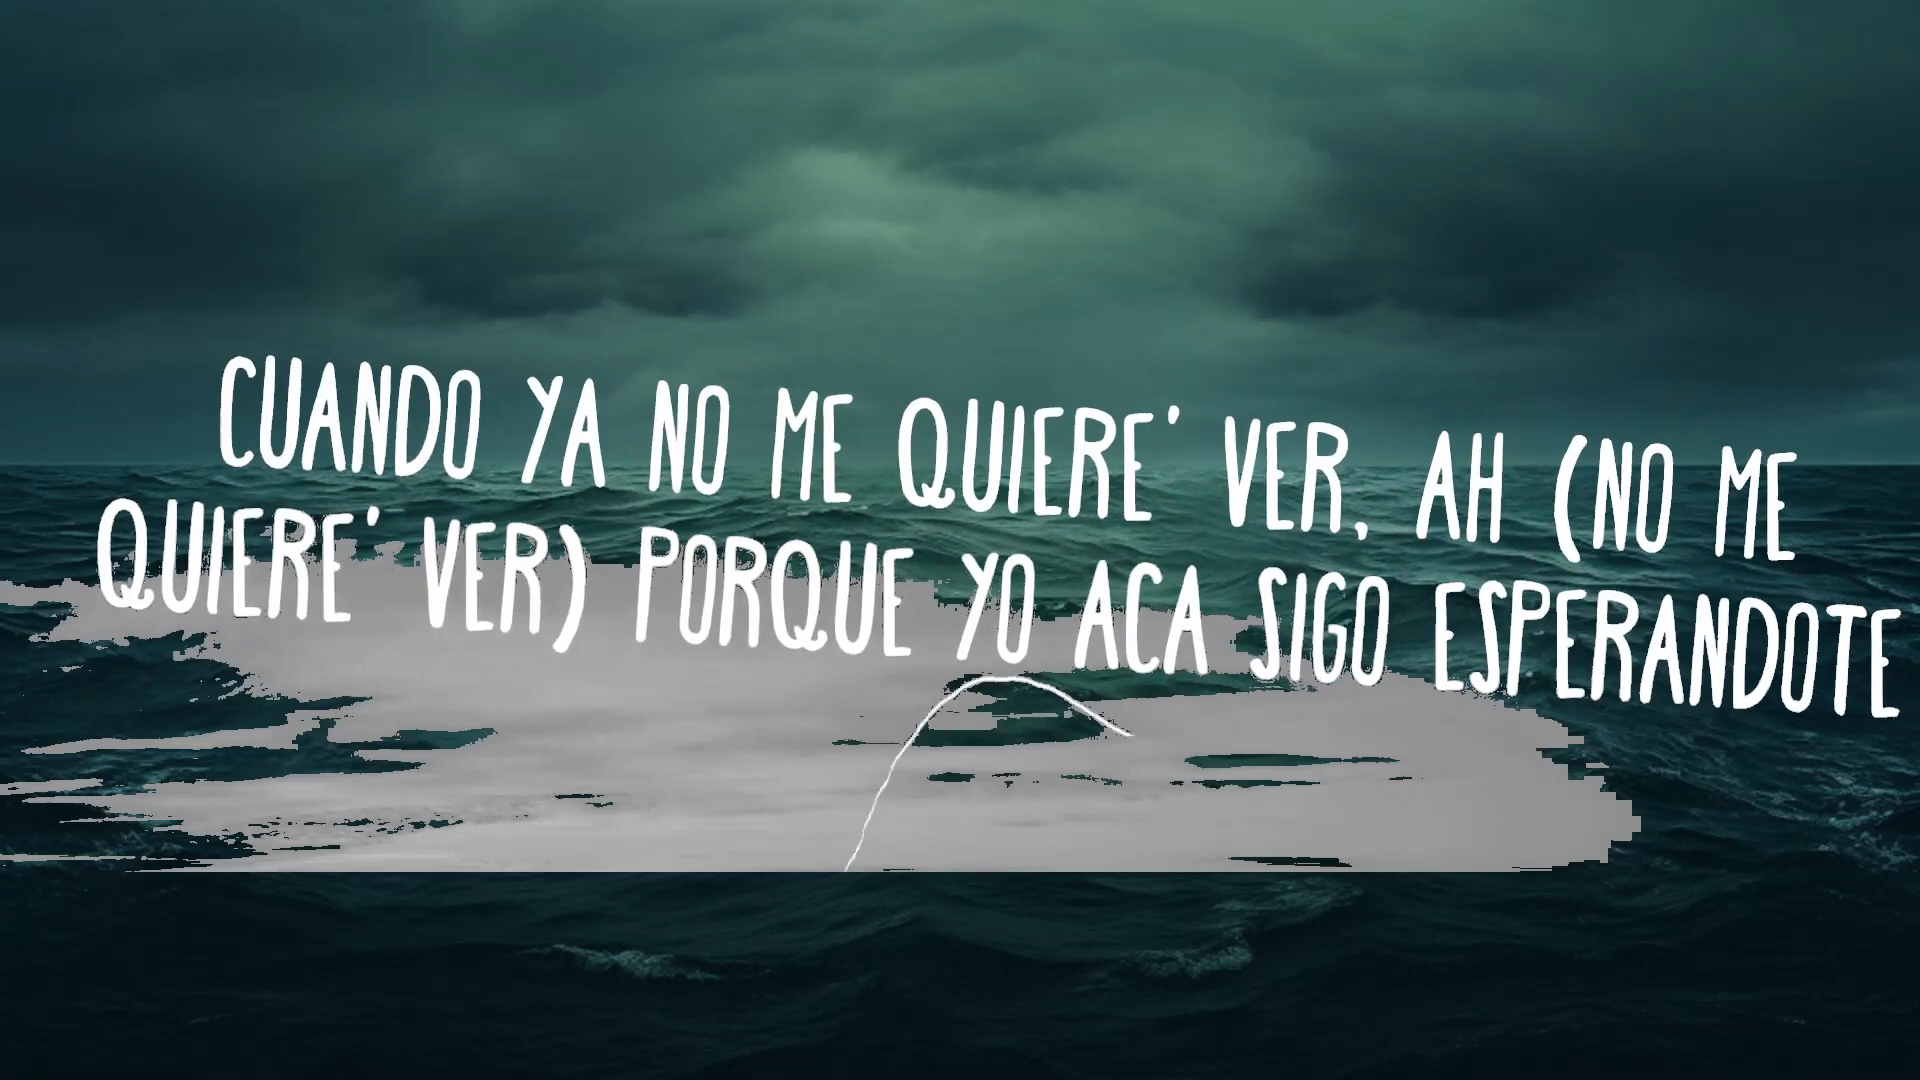 CUANDO YA NO ME QUIERE' VER, AH (NO ME
QUIERE' VER) PORQUE YO ACA SIGO ESPERANDOTE